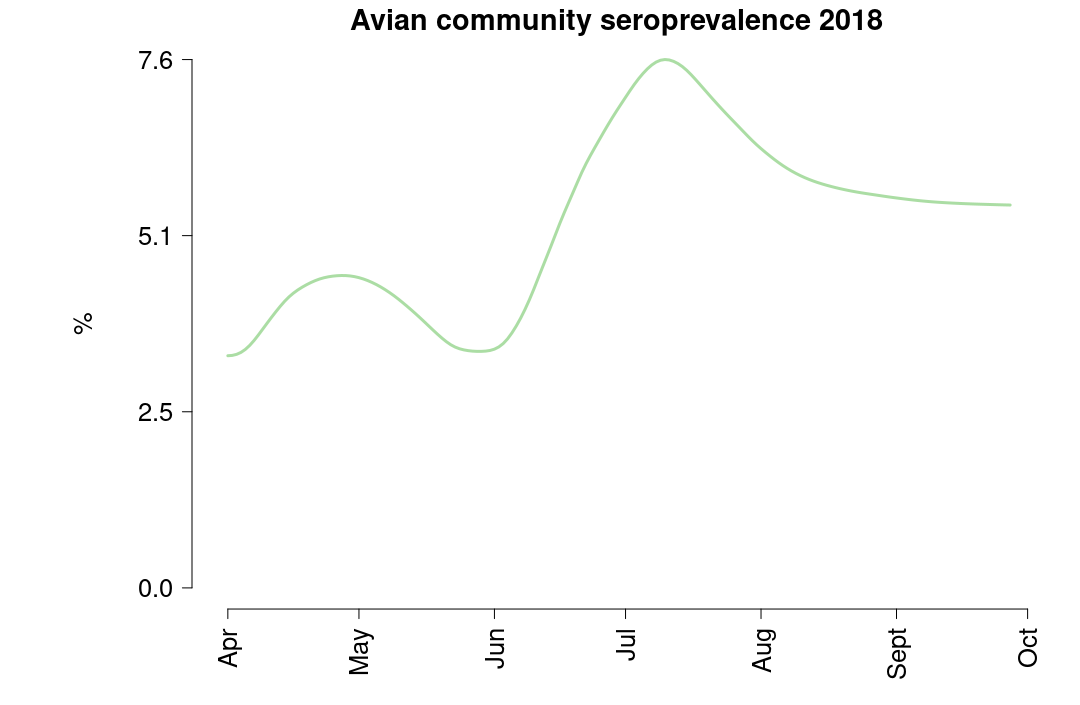 Avian community seroprevalence 2018
7.6
5.1
%
2.5
0.0
Apr
May
Jun
Jul
Aug
Sept
Oct